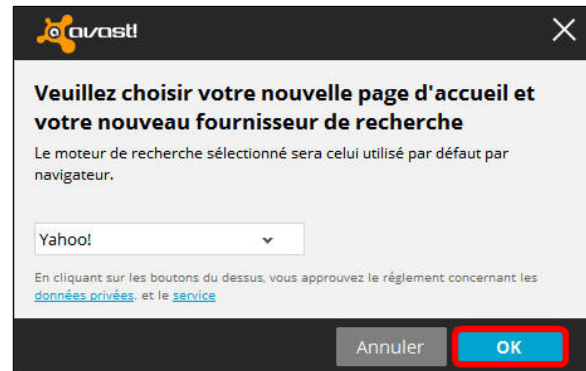 avast!
Veuillez choisir votre nouvelle page d'accueil et
votre nouveau fournisseur de recherche
Le moteur de recherche sélectionné sera celui utilisé par défaut par
navigateur.
Yahoo!
En cliquant sur les boutons du dessus, vous approuvez le réglement concernant les
données privées. et le service
Annuler OK